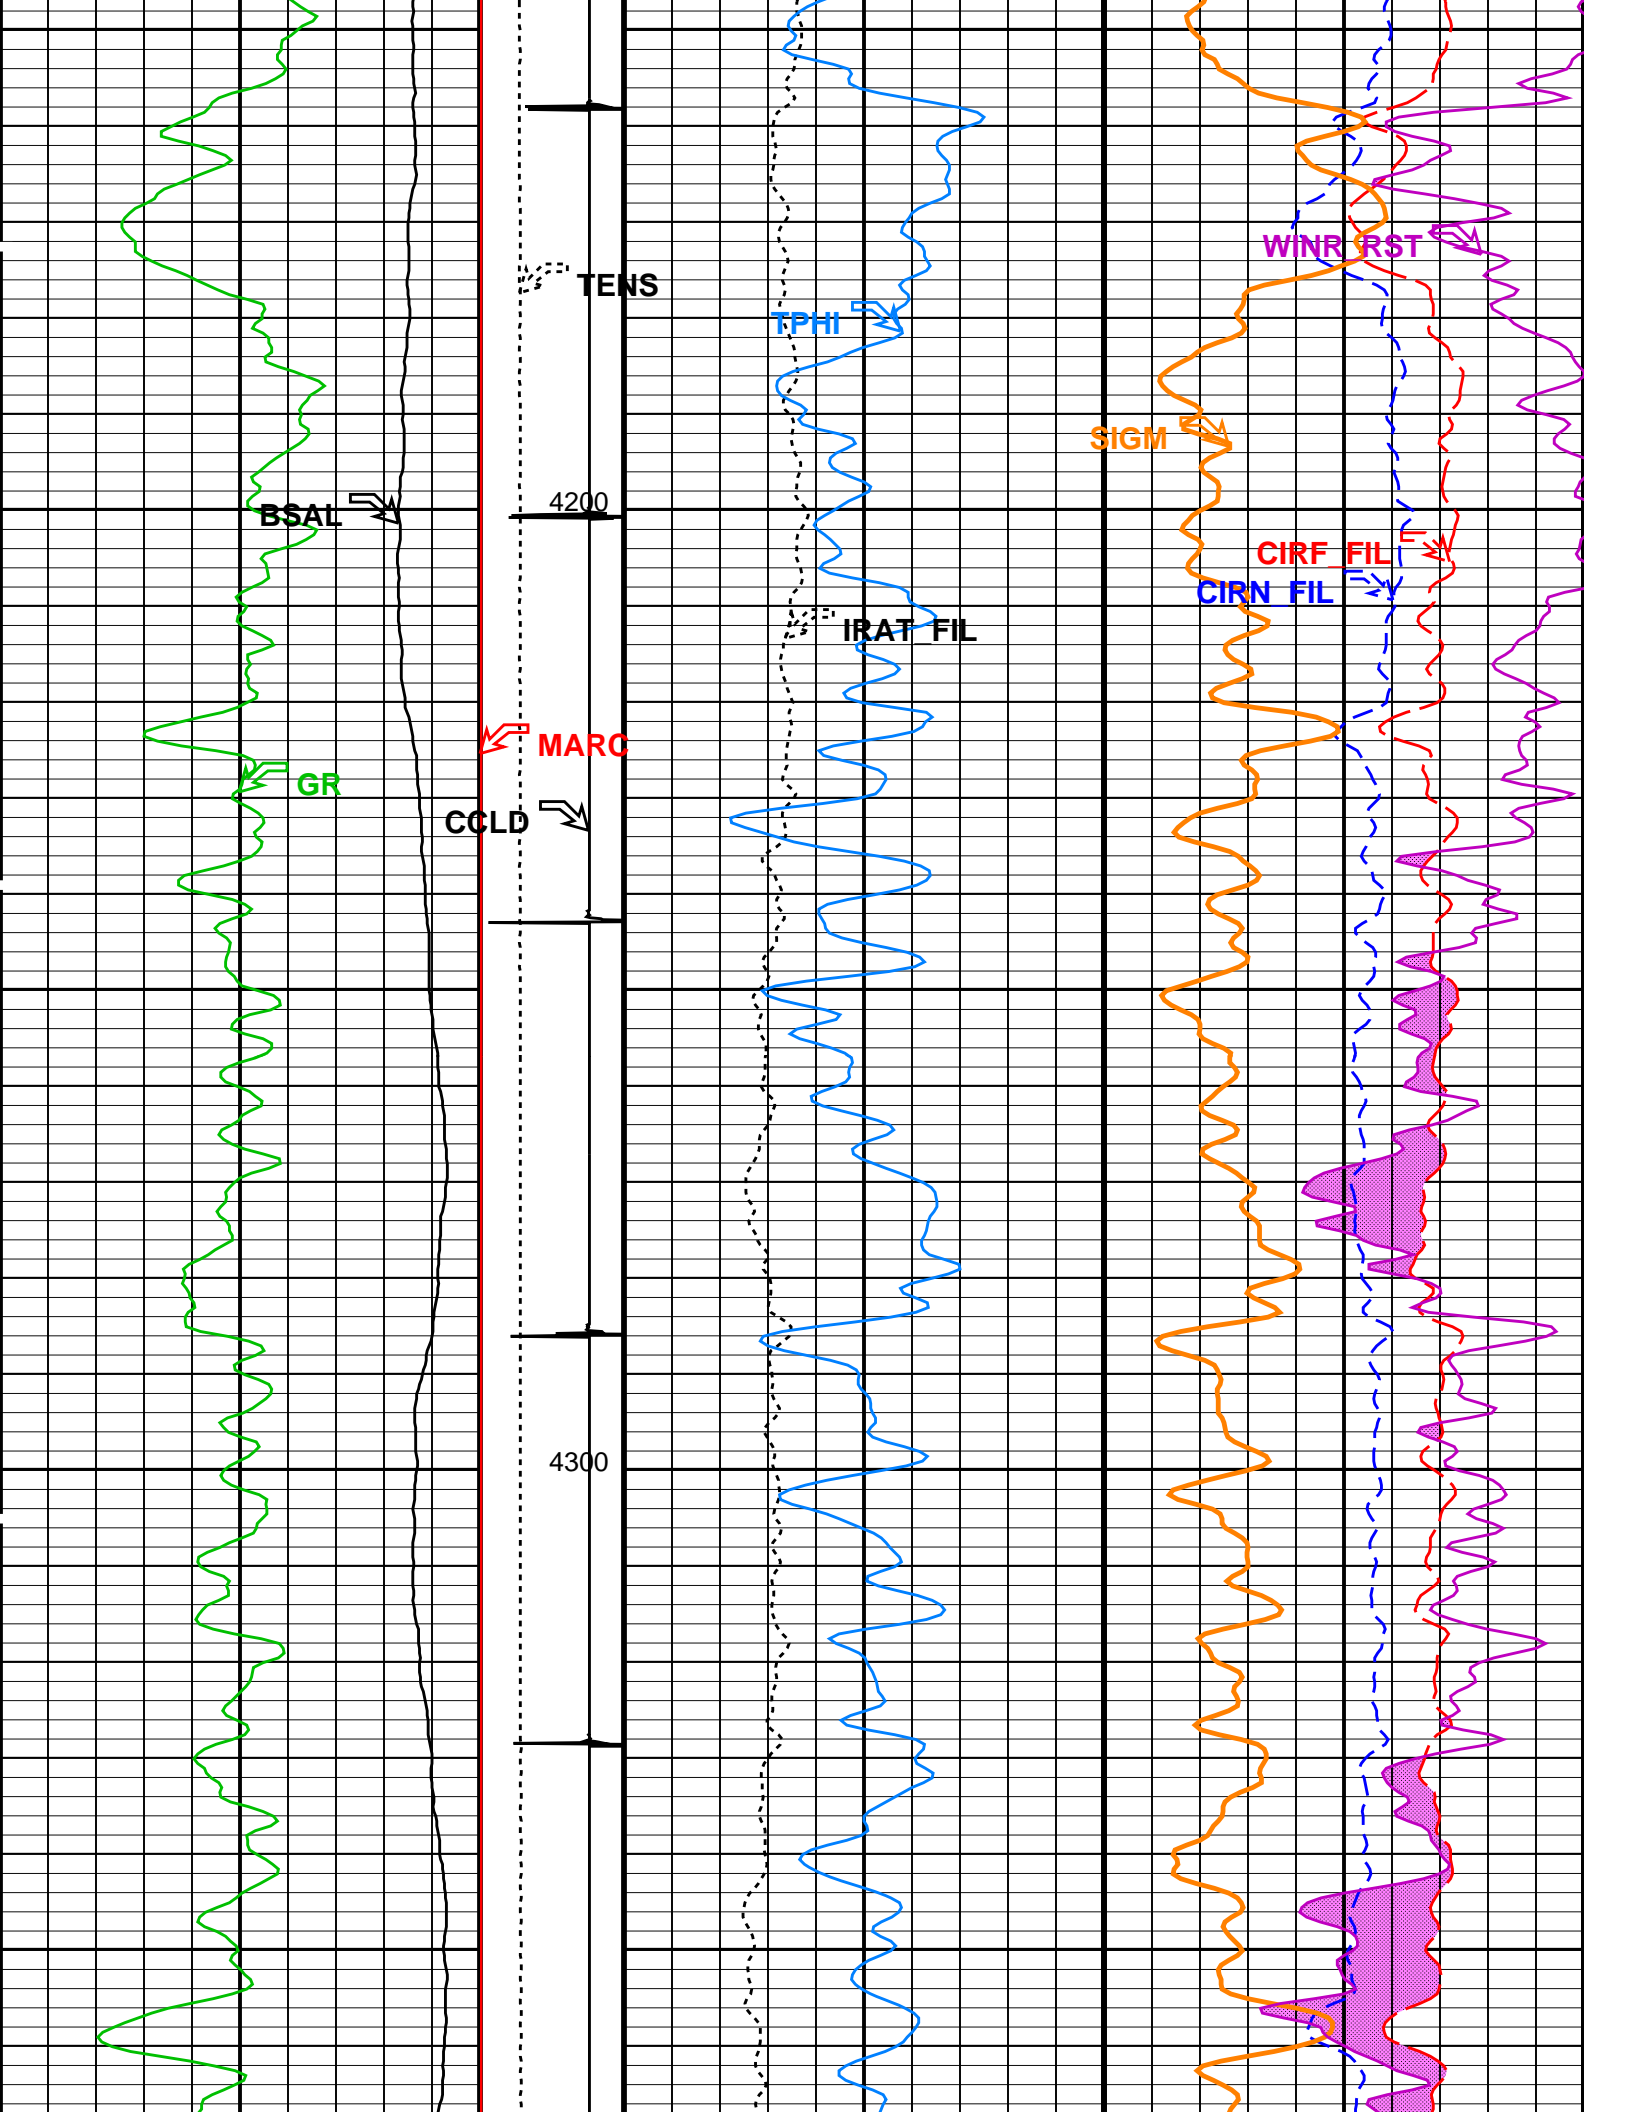 WINR_RST
TENS
TPHI
SIGM
4200
BSAL
CIRF_FIL
CIRN_FIL
IRAT_FIL
MARC
GR
CCLD
4300